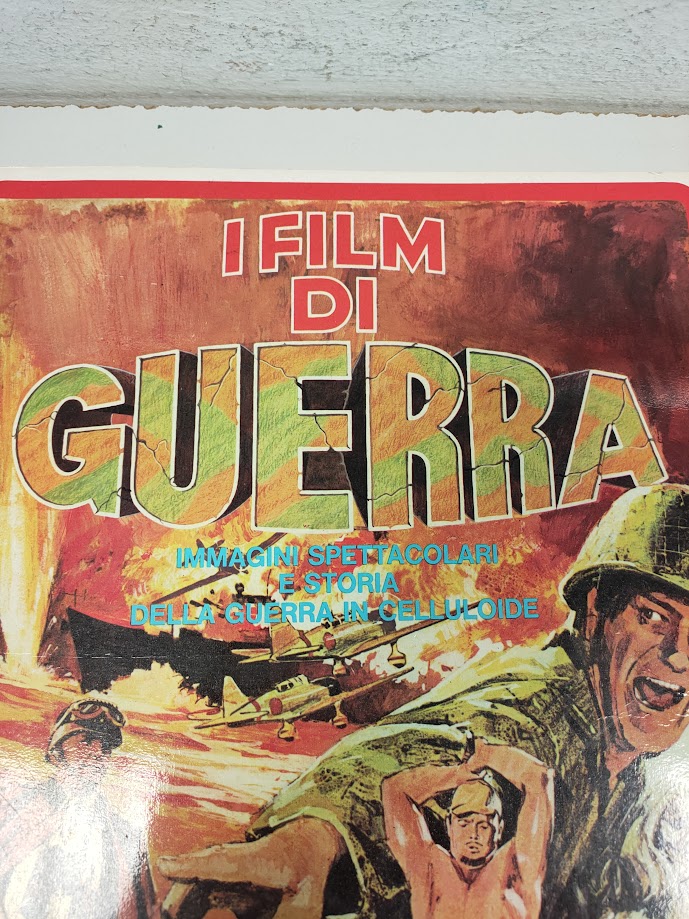 I FILM
DI
GUERRA
IMMAGINI SPETTACOLARI
E STORIA
DELLA GUERRA IN CELLULOIDE